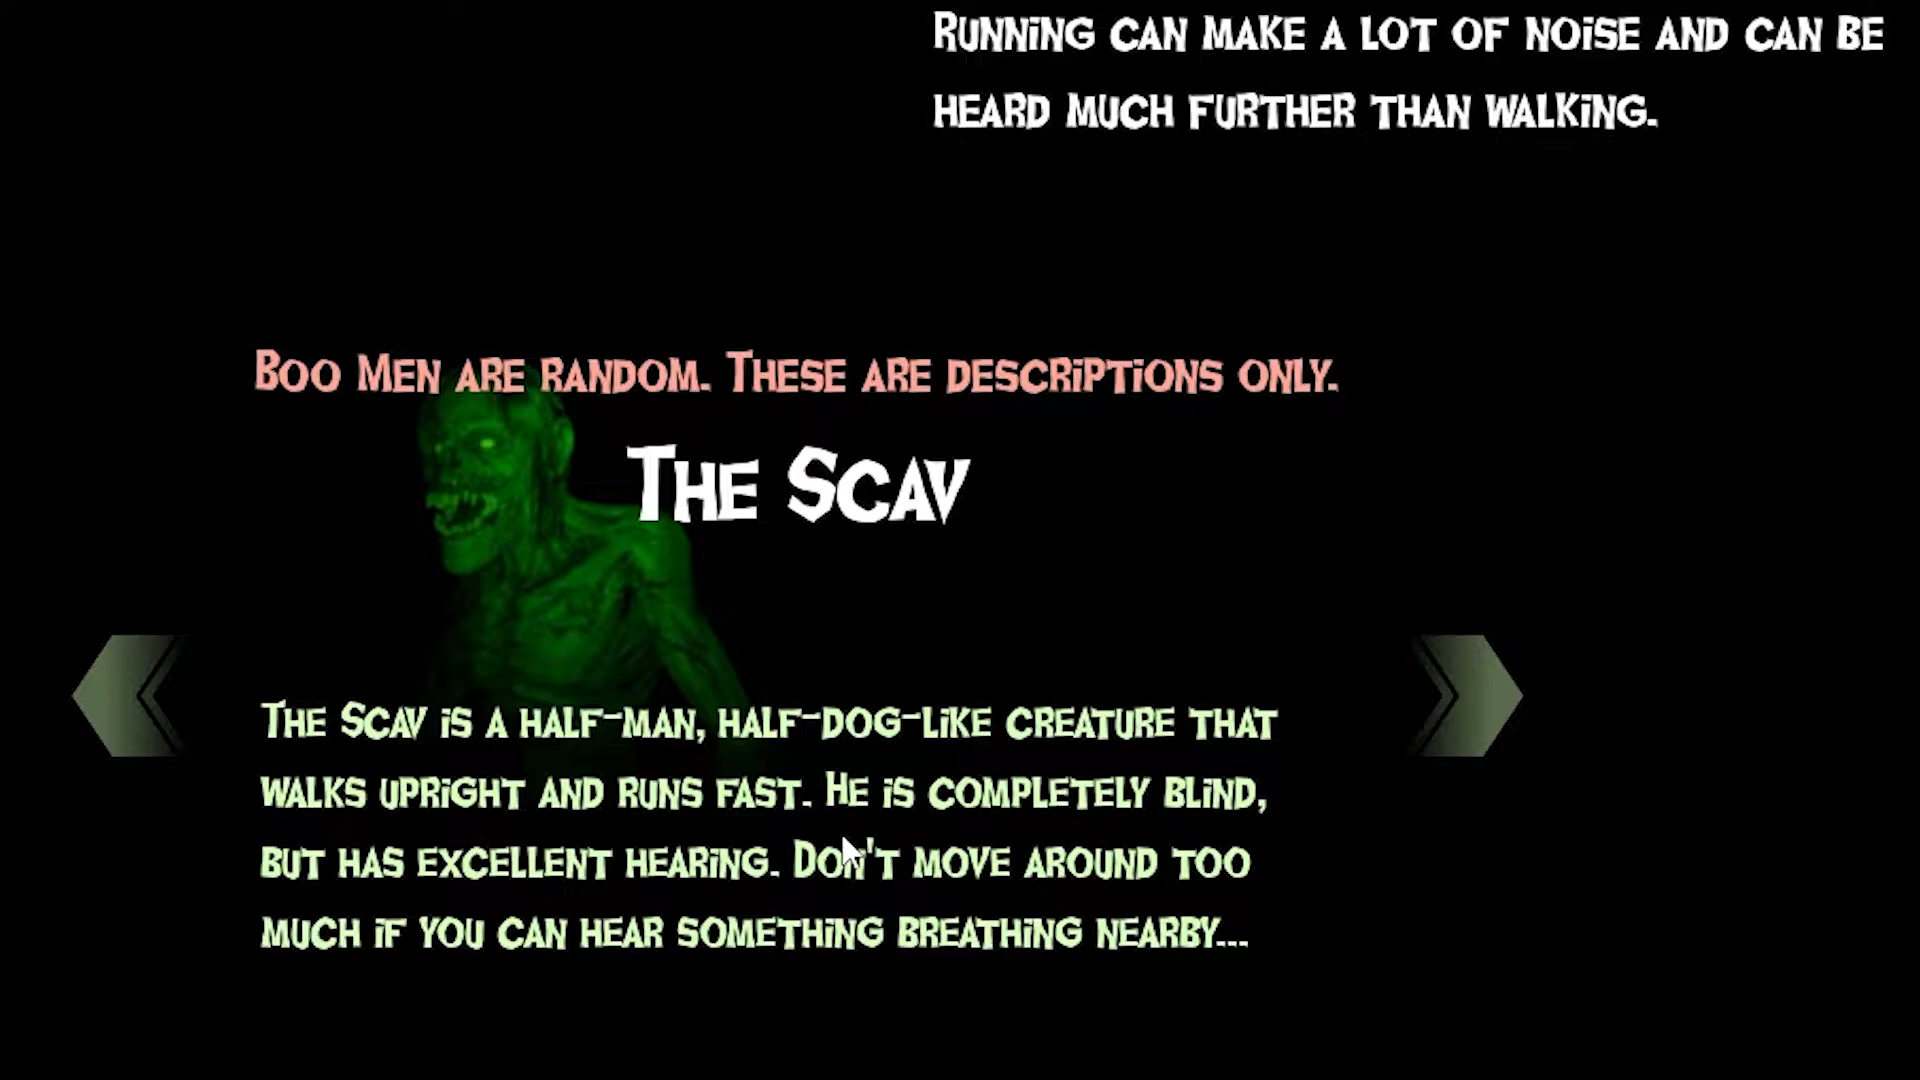 Running can make a lot of noise and can be
heard much further than walking.
Boo Men are random. These are descriptions only.
The Scav
The Scav is a half-man, half-dog-like creature that
walks upright and runs fast. He is completely blind,
but has excellent hearing. Don't move around too
much if you can hear something breathing nearby...